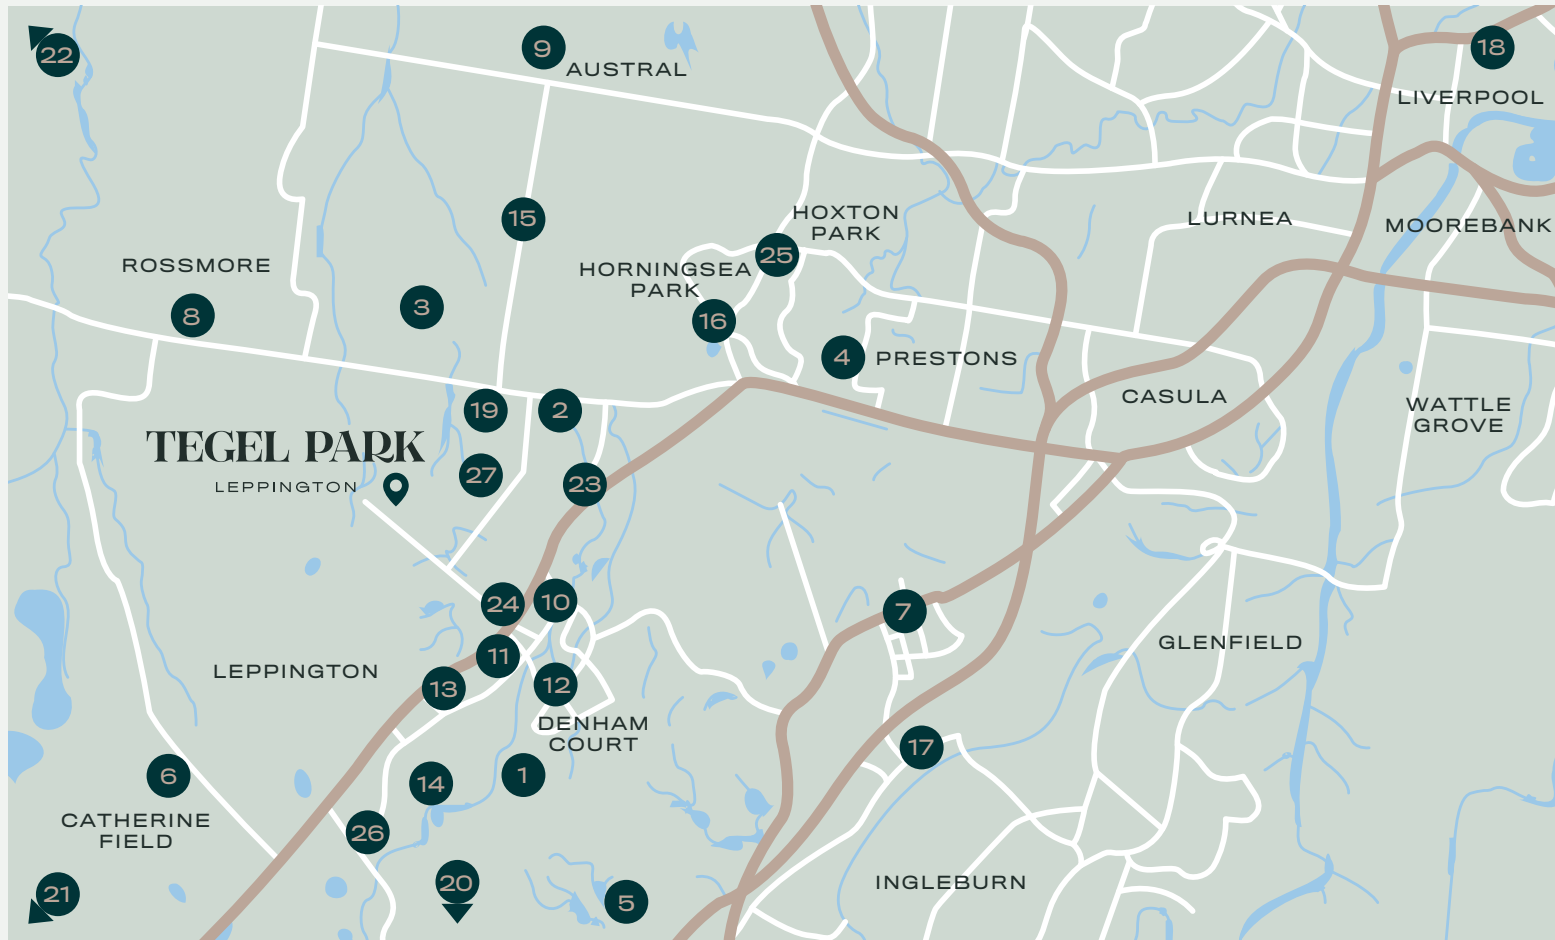 22
9
AUSTRAL
18
LIVERPOOL
15
HOXTON
PARK
LURNEA
MOOREBANK
25
ROSSMORE
HORNINGSEA
PARK
8
3
16
4
PRESTONS
CASULA
WATTLE
GROVE
19
2
TEGEL PARK
LEPPINGTON
27
23
24
10
7
GLENFIELD
11
LEPPINGTON
13
12
DENHAM
COURT
17
6
14
1
CATHERINE
FIELD
26
21
20
5
INGLEBURN